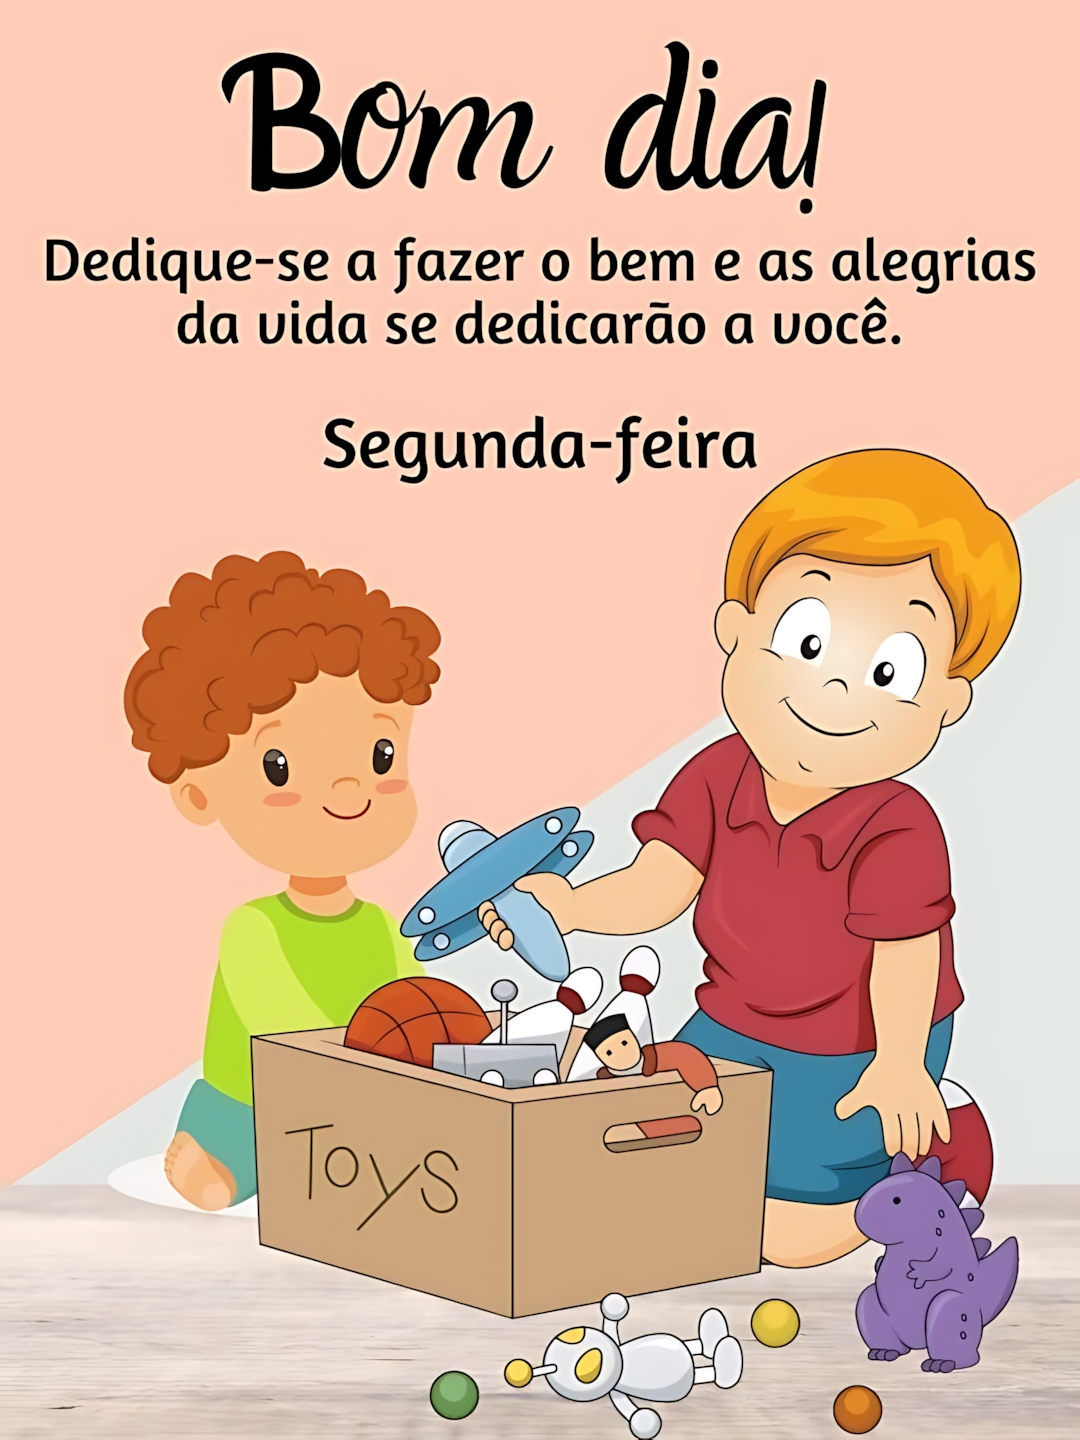 Bom dia!
Dedique-se a fazer o bem e as alegrias
da vida se dedicarão a você.
Segunda-feira
Toys